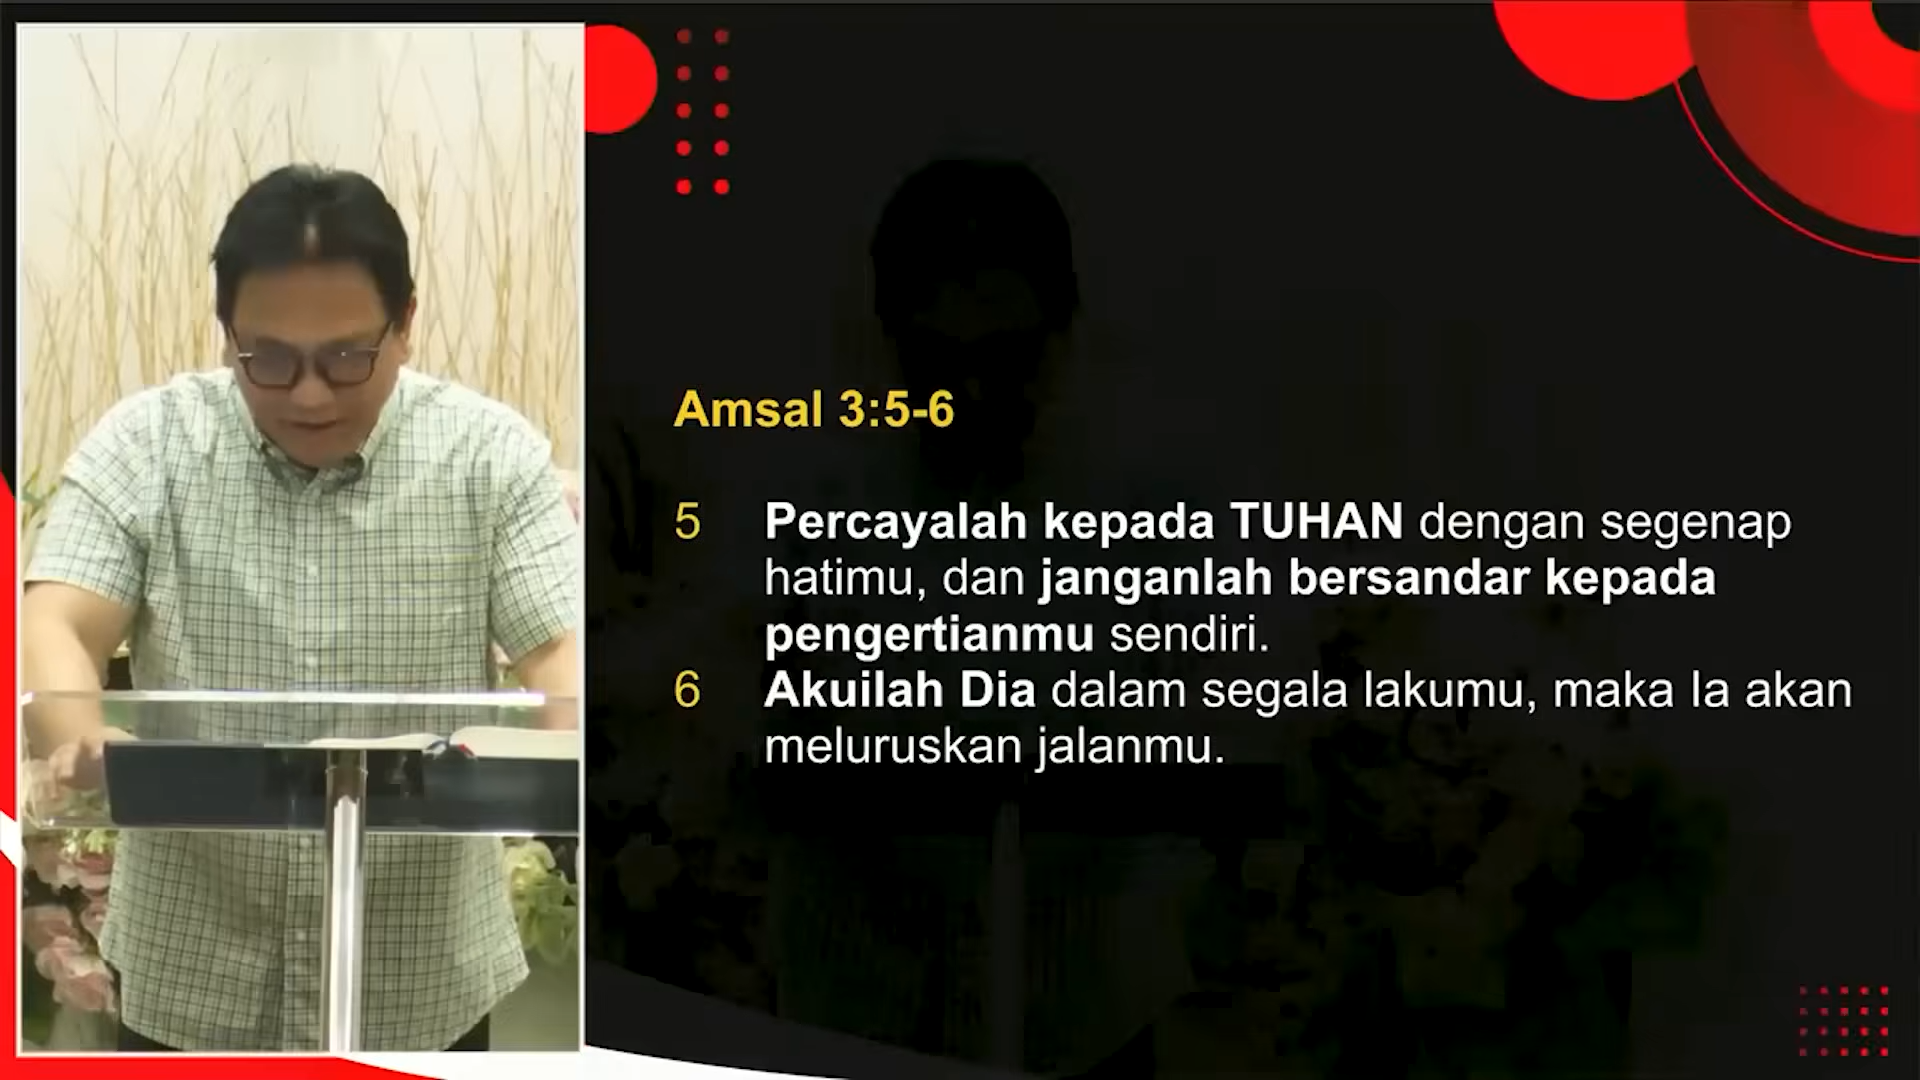 Amsal 3:5-6
5 Percayalah kepada TUHAN dengan segenap
hatimu, dan janganlah bersandar kepada
pengertianmu sendiri.
6 Akuilah Dia dalam segala lakumu, maka Ia akan
meluruskan jalanmu.